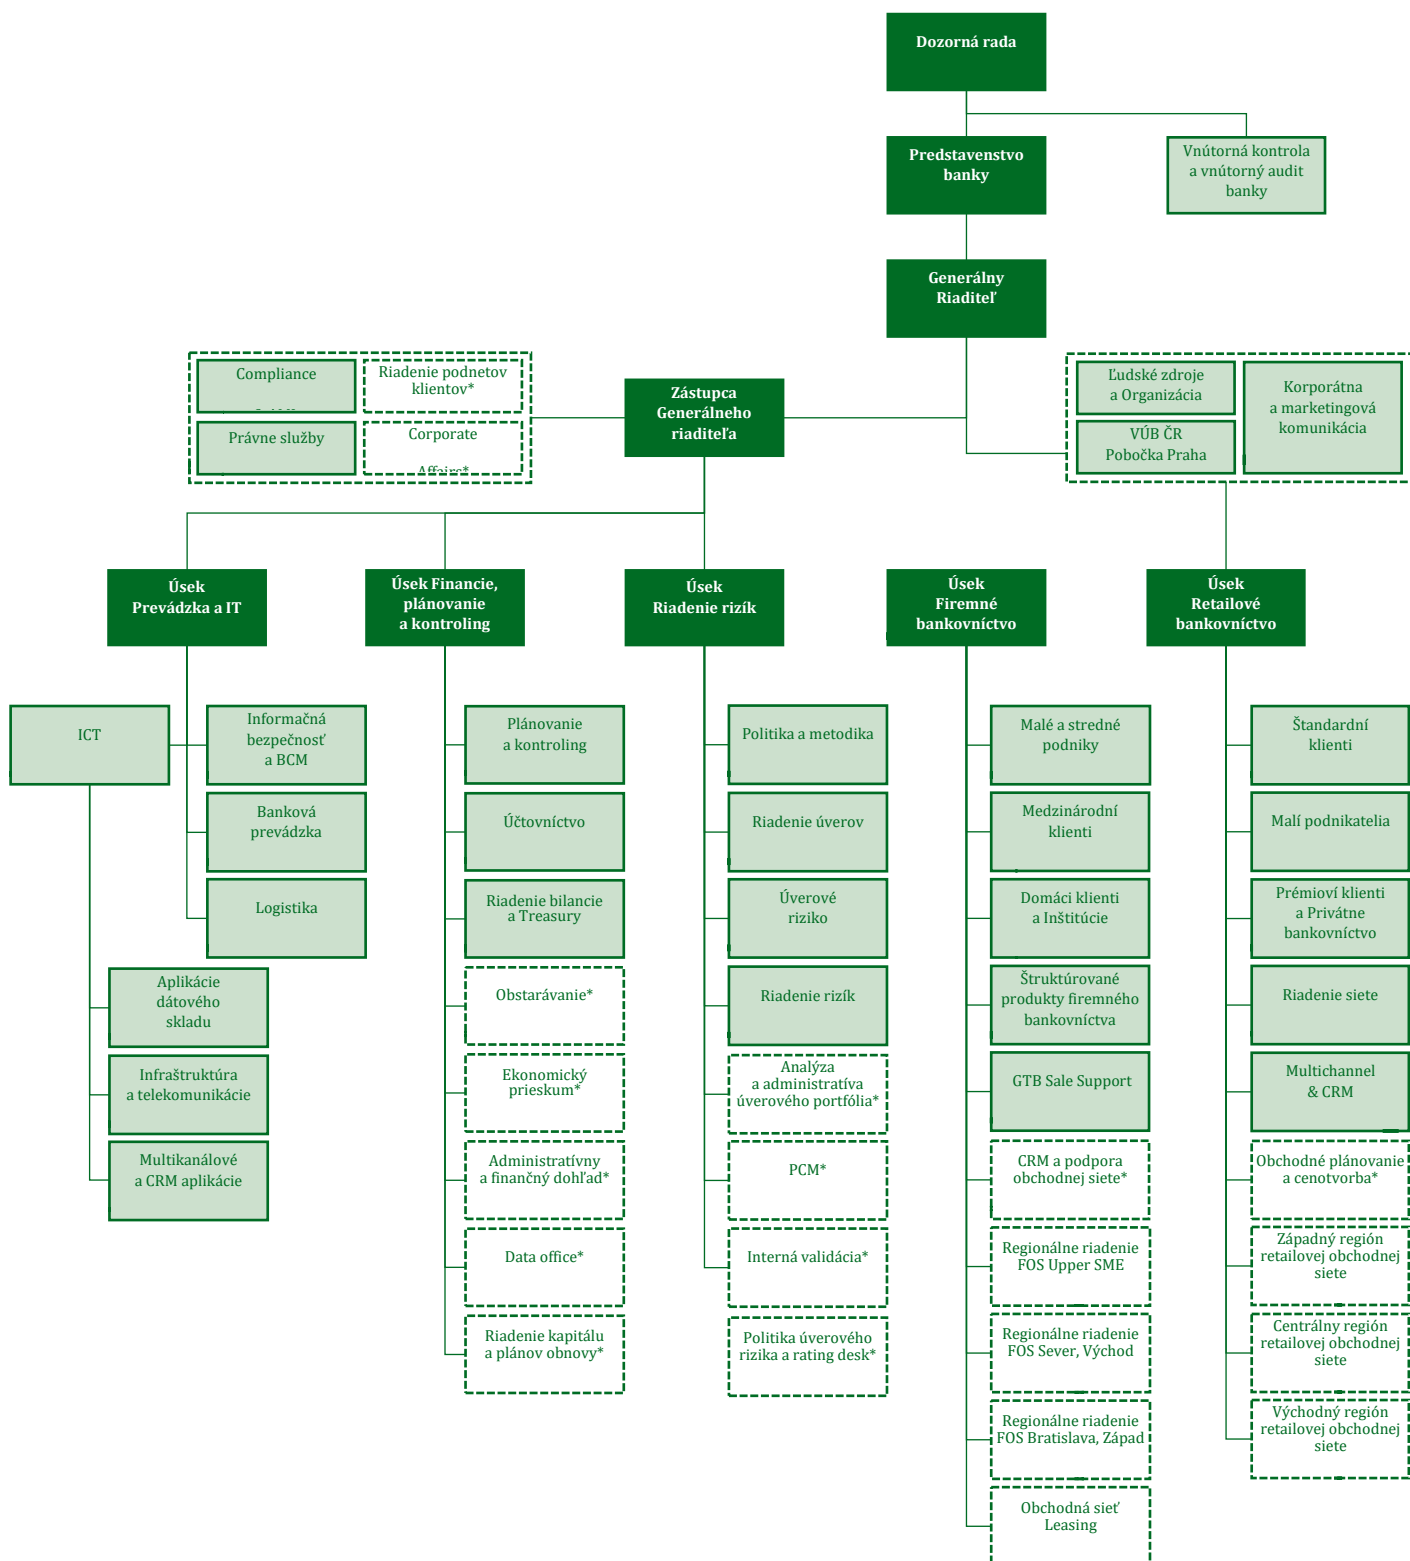 Dozorná rada
Predstavenstvo
banky
Vnútorná kontrola
a vnútorný audit
banky
Generálny
Riaditeľ
Compliance
Riadenie podnetov
klientov*
Právne služby
Corporate
Affairs*
Zástupca
Generálneho
riaditeľa
Ľudské zdroje
a Organizácia
VÚB ČR
Pobočka Praha
Korporátna
a marketingová
komunikácia
Úsek
Prevádzka a IT
Úsek Financie,
plánovanie
a kontroling
Úsek
Riadenie rizík
Úsek
Firemné
bankovníctvo
Úsek
Retailové
bankovníctvo
ICT
Informačná
bezpečnosť
a BCM
Banková
prevádzka
Logistika
Aplikácie
dátového
skladu
Infraštruktúra
a telekomunikácie
Multikanálové
a CRM aplikácie
Plánovanie
a kontroling
Účtovníctvo
Riadenie bilancie
a Treasury
Obstarávanie*
Ekonomický
prieskum*
Administratívny
a finančný dohľad*
Data office*
Riadenie kapitálu
a plánov obnovy*
Politika a metodika
Riadenie úverov
Úverové
riziko
Riadenie rizík
Analýza
a administratíva
úverového portfólia*
PCM*
Interná validácia*
Politika úverového
rizika a rating desk*
Malé a stredné
podniky
Medzinárodní
klienti
Domáci klienti
a Inštitúcie
Štruktúrované
produkty firemného
bankovníctva
GTB Sale Support
CRM a podpora
obchodnej siete*
Regionálne riadenie
FOS Upper SME
Regionálne riadenie
FOS Sever, Východ
Regionálne riadenie
FOS Bratislava, Západ
Obchodná sieť
Leasing
Štandardní
klienti
Malí podnikatelia
Prémioví klienti
a Privátne
bankovníctvo
Riadenie siete
Multichannel
& CRM
Obchodné plánovanie
a cenotvorba*
Západný región
retailovej obchodnej
siete
Centrálny región
retailovej obchodnej
siete
Východný región
retailovej obchodnej
siete